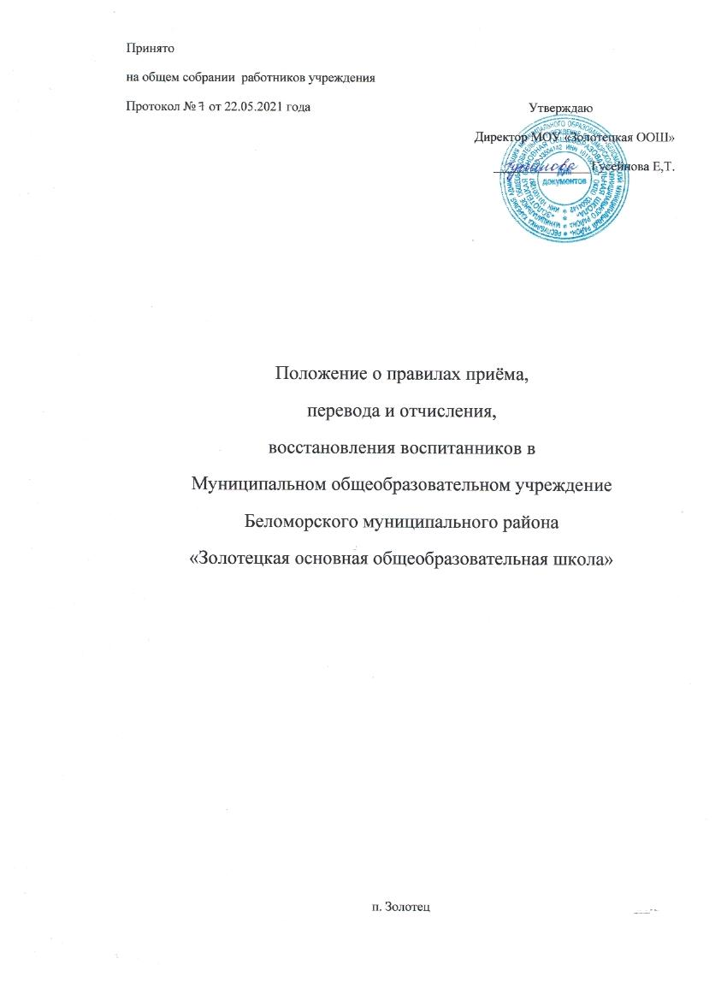 Принято
на общем собрании работников учреждения
Протокол № 7 от 22.05.2021 года
Утверждаю
Директор МОУ «Золотецкая ООШ»
Гусейнова Е,Т.
для
документов
Положение о правилах приёма,
перевода и отчисления,
восстановления воспитанников в
Муниципальном общеобразовательном учреждение
Беломорского муниципального района
«Золотецкая основная общеобразовательная школа»
п. Золотец